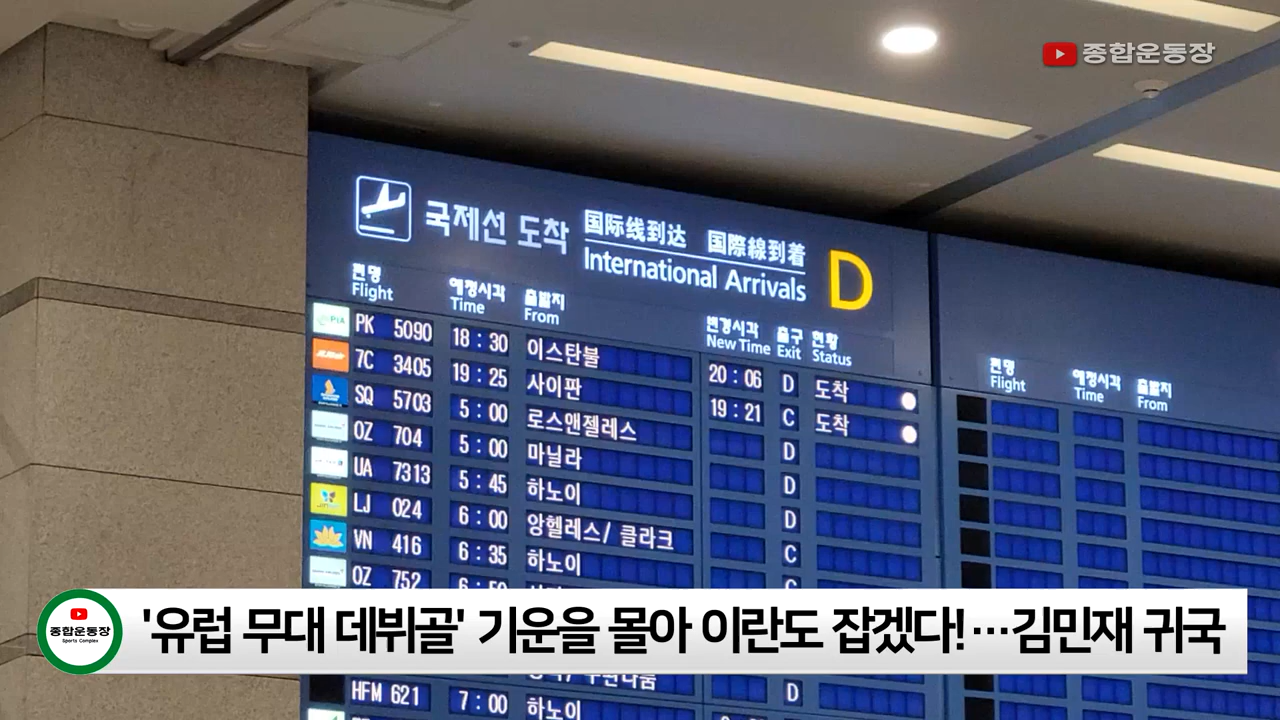 종합운동장
국제선 도착 国际线到达 国際線到着 D
International Arrivals
편명 예정시각 출발지 변경시각 출구 현황
Flight Time From New Time Exit Status
편명 예정시각 출발지
Flight Time From
PIA PK 5090 18:30 이스탄불 20:06 D 도착
7C 3405 19:25 사이판 19:21 C 도착
SQ 5703 5:00 로스앤젤레스 D
OZ 704 5:00 마닐라 D
UA 7313 5:45 하노이 D
LJ 024 6:00 앙헬레스/ 클라크 C
VN 416 6:35 하노이
OZ 752
종합운동장
Sports Complex
'유럽 무대 데뷔골' 기운을 몰아 이란도 잡겠다!…김민재 귀국
D
HFM 621 7:00 하노이